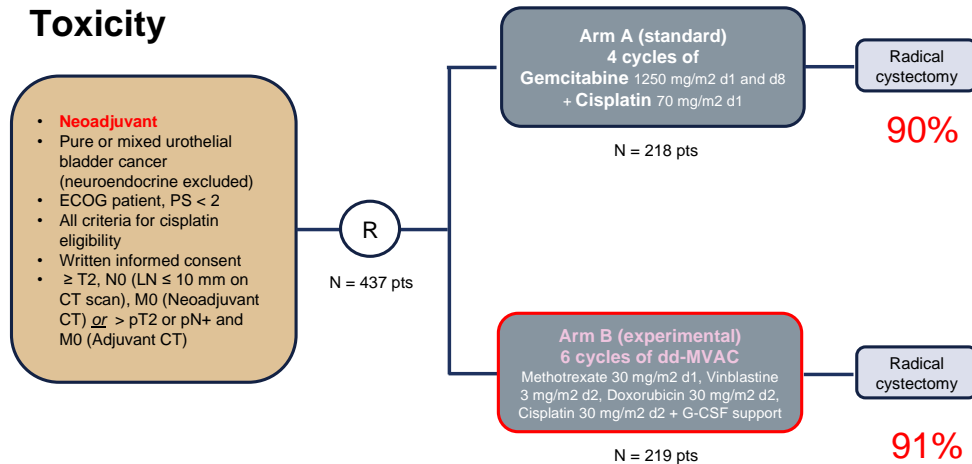 Toxicity
• Neoadjuvant
• Pure or mixed urothelial
bladder cancer
(neuroendocrine excluded)
• ECOG patient, PS < 2
• All criteria for cisplatin
eligibility
• Written informed consent
• ≥ T2, N0 (LN ≤ 10 mm on
CT scan), M0 (Neoadjuvant
CT) or > pT2 or pN+ and
M0 (Adjuvant CT)
R
N = 437 pts
Arm A (standard)
4 cycles of
Gemcitabine 1250 mg/m2 d1 and d8
+ Cisplatin 70 mg/m2 d1
N = 218 pts
Radical
cystectomy
90%
Arm B (experimental)
6 cycles of dd-MVAC
Methotrexate 30 mg/m2 d1, Vinblastine
3 mg/m2 d2, Doxorubicin 30 mg/m2 d2,
Cisplatin 30 mg/m2 d2 + G-CSF support
N = 219 pts
Radical
cystectomy
91%